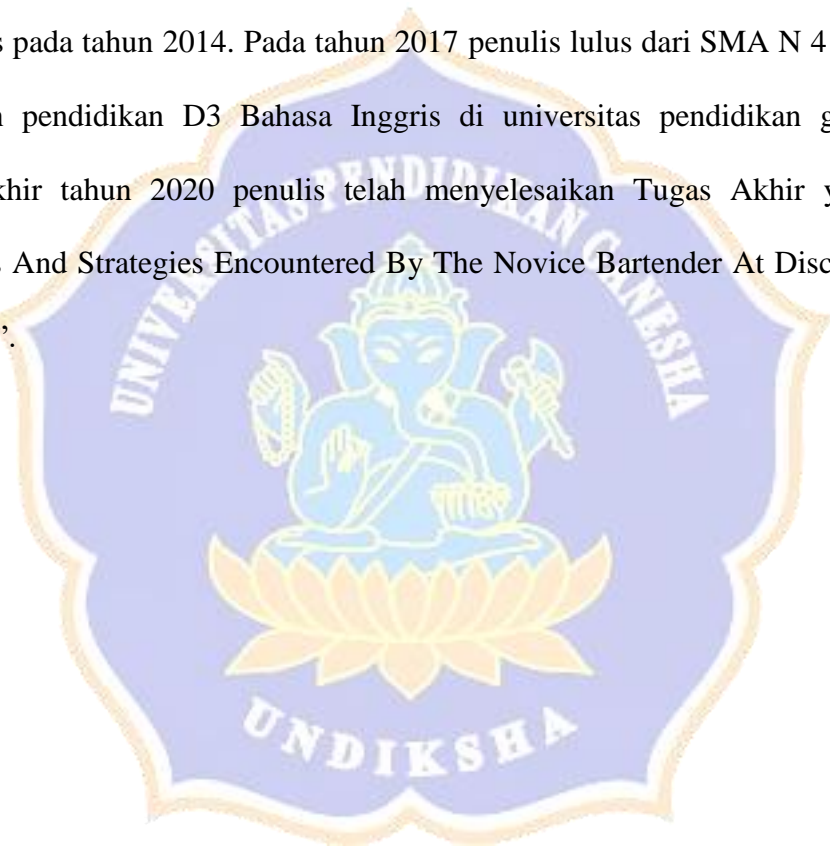 s pada tahun 2014. Pada tahun 2017 penulis lulus dari SMA N 4
n pendidikan D3 Bahasa Inggris di universitas pendidikan g
khir tahun 2020 penulis telah menyelesaikan Tugas Akhir y
s And Strategies Encountered By The Novice Bartender At Disc
”.
UNIVERSITAS PENDIDIKAN GANESHA
UNDIKSHA